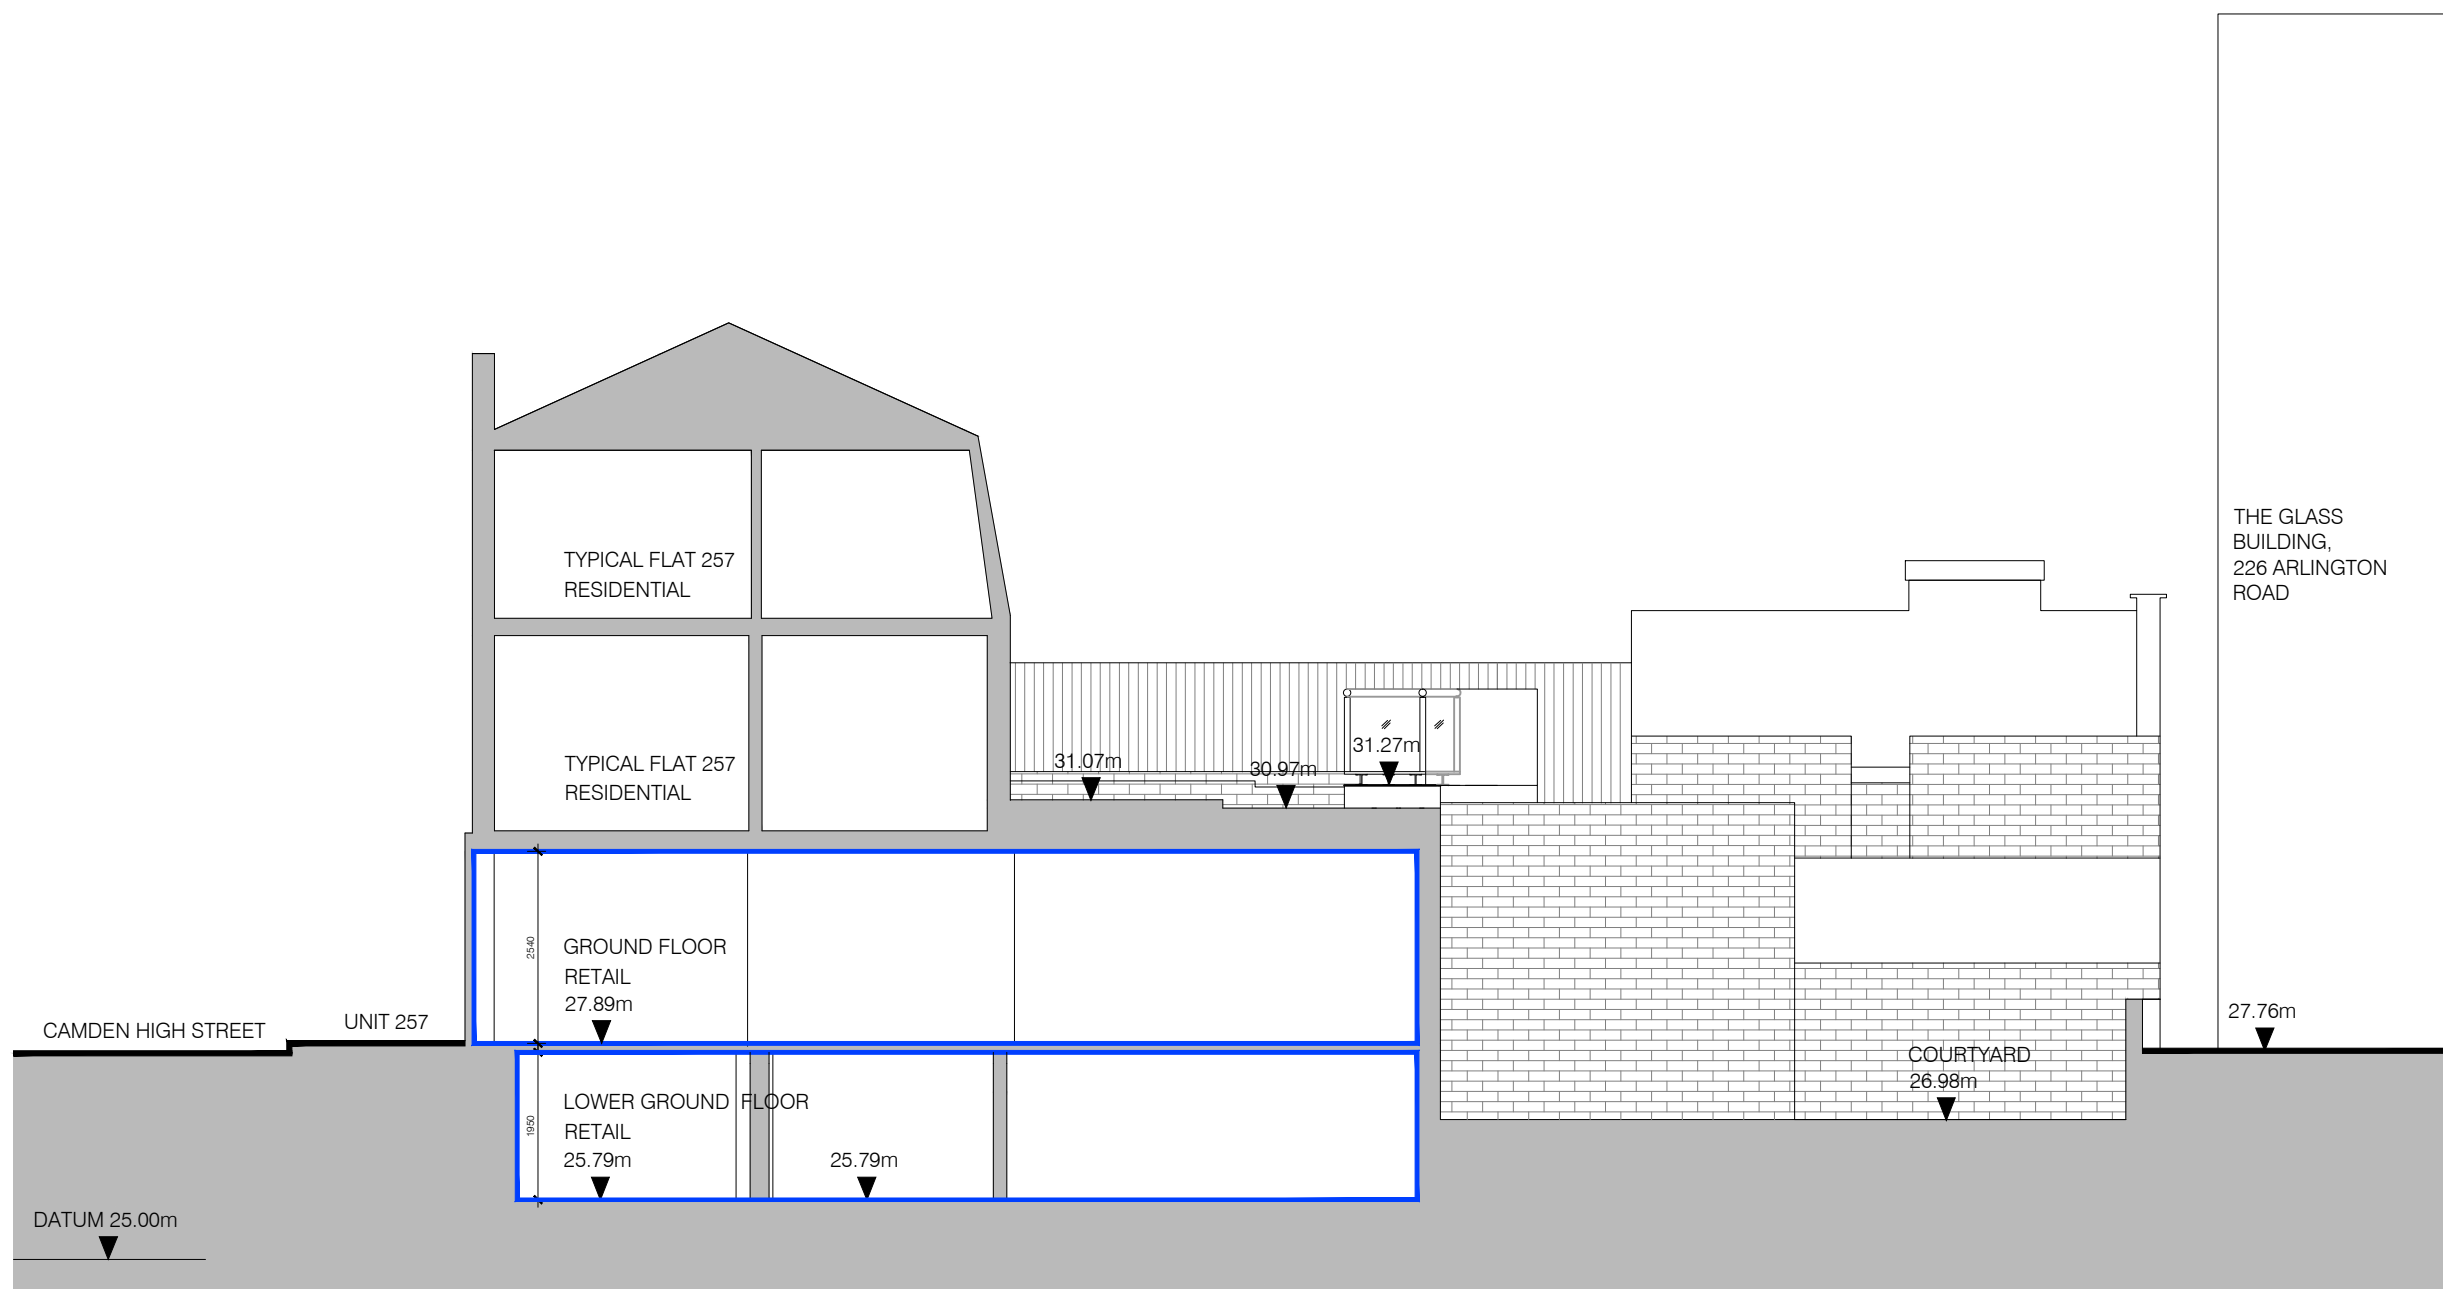 THE GLASS
BUILDING,
226 ARLINGTON
ROAD
TYPICAL FLAT 257
RESIDENTIAL
31.27m
31.07m
30.97m
TYPICAL FLAT 257
RESIDENTIAL
2540
GROUND FLOOR
RETAIL
27.89m
CAMDEN HIGH STREET
UNIT 257
27.76m
COURTYARD
26.98m
1950
LOWER GROUND FLOOR
RETAIL
25.79m
25.79m
DATUM 25.00m